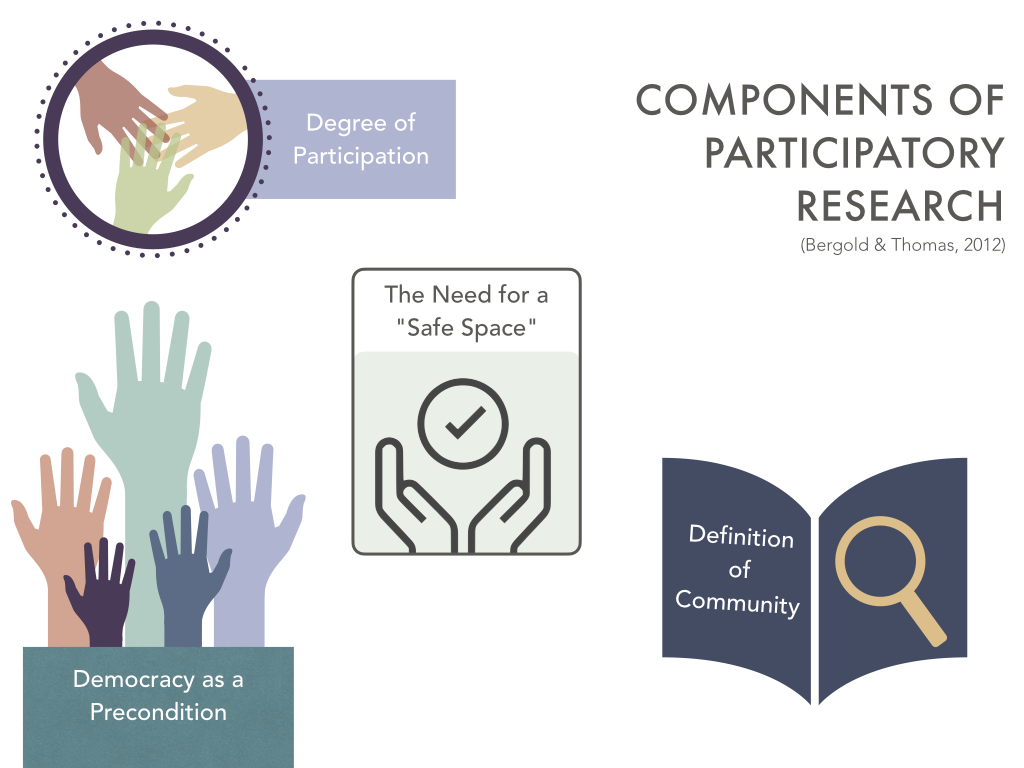 COMPONENTS OF
PARTICIPATORY
RESEARCH
(Bergold & Thomas, 2012)
Degree of
Participation
The Need for a
"Safe Space"
Definition
of
Community
Democracy as a
Precondition